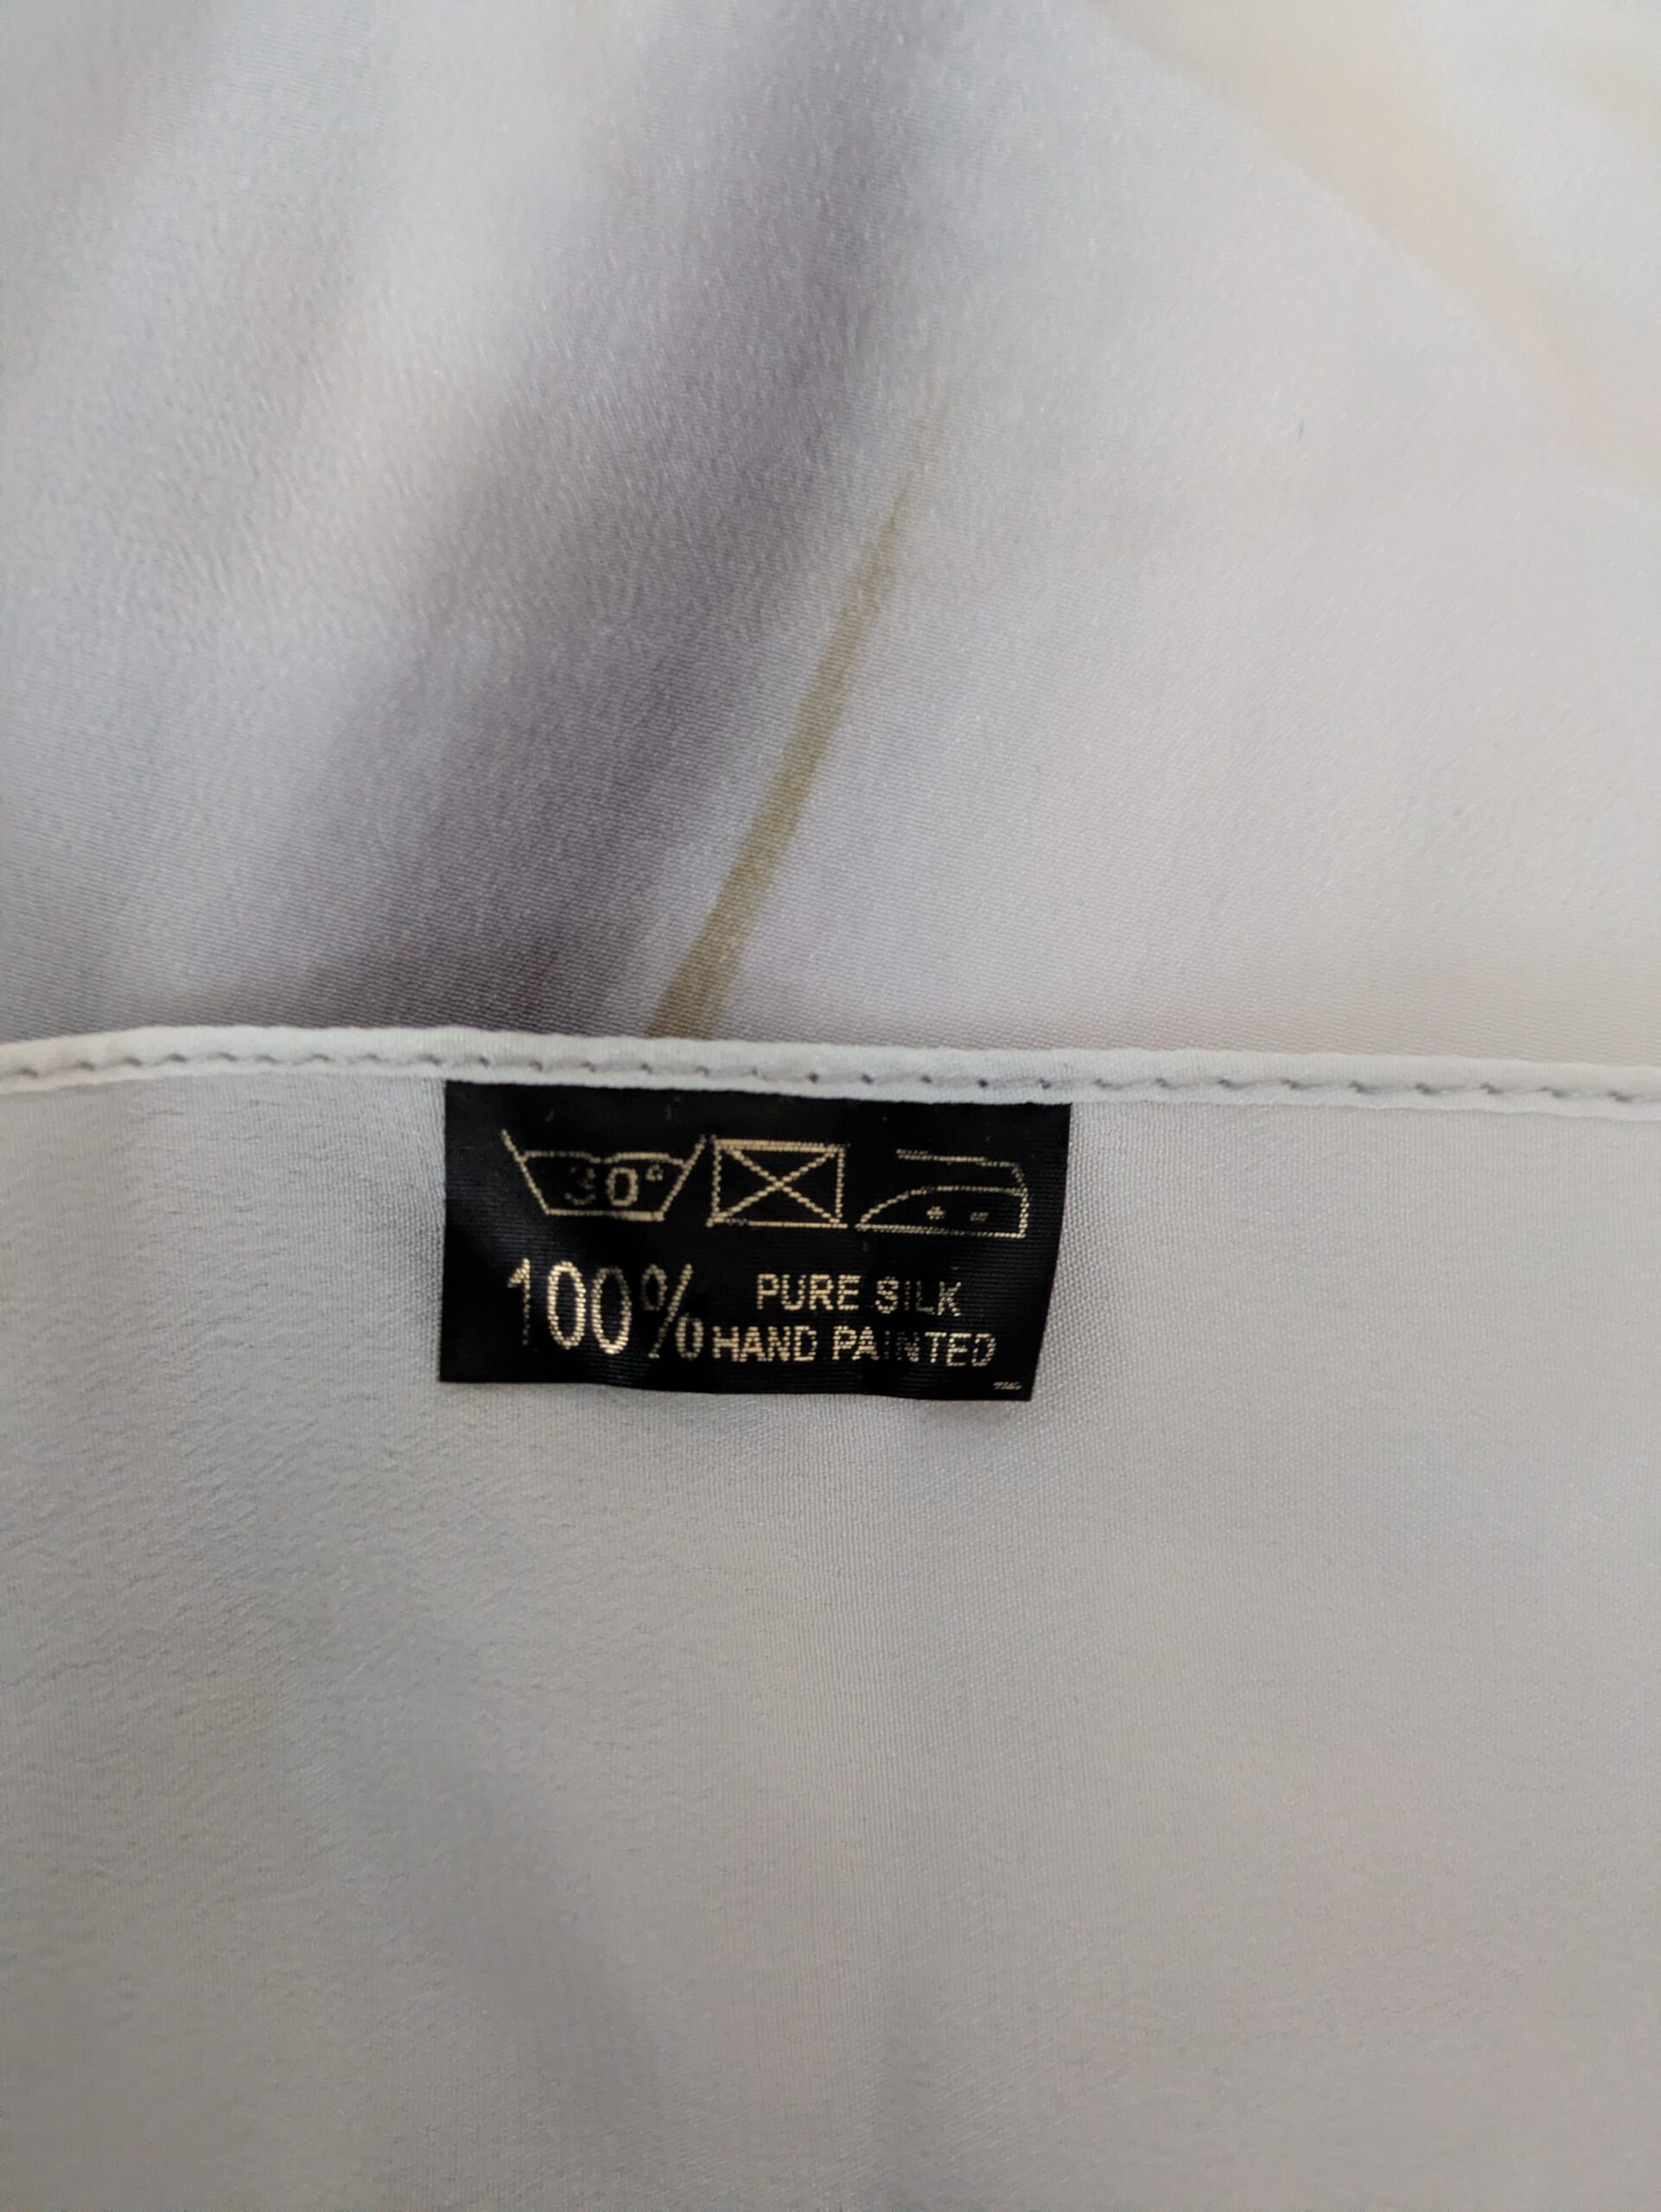 30°
100% PURE SILK
HAND PAINTED